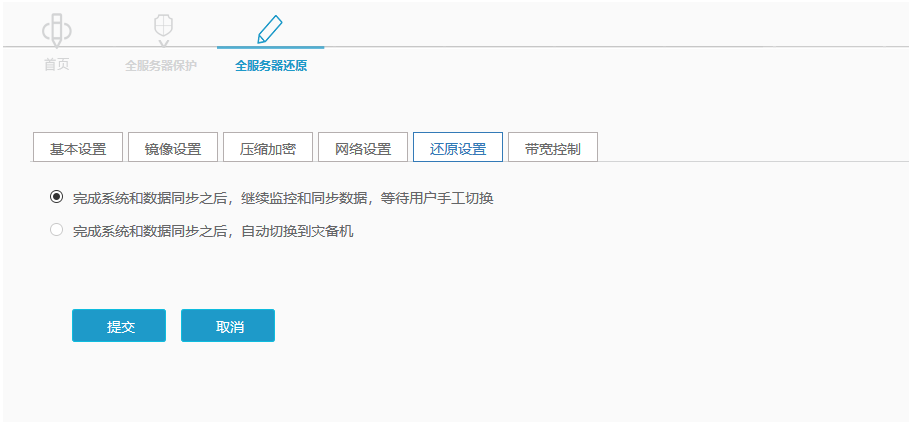 首页
全服务器保护
全服务器还原
基本设置
镜像设置
压缩加密
网络设置
还原设置
带宽控制
完成系统和数据同步之后，继续监控和同步数据，等待用户手工切换
完成系统和数据同步之后，自动切换到灾备机
提交
取消